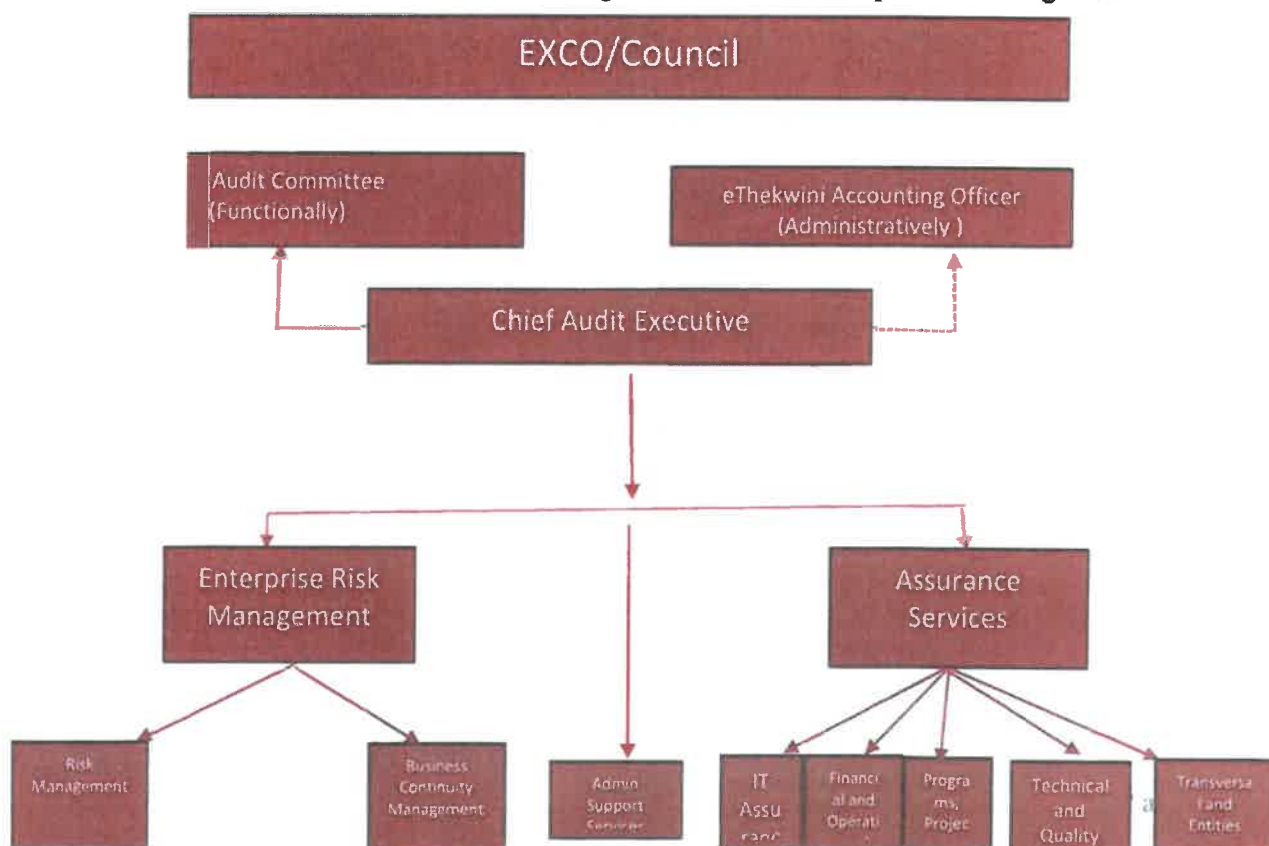 EXCO/Council
Audit Committee
(Functionally)
eThekwini Accounting Officer
(Administratively )
Chief Audit Executive
Enterprise Risk
Management
Assurance
Services
Risk
Management
Business
Continuity
Management
Admin
Support
Services
IT
Assu
ranc
Financi
al and
Operati
Progra
ms,
Projec
Technical
and
Quality
Transversa
l and
Entities
a